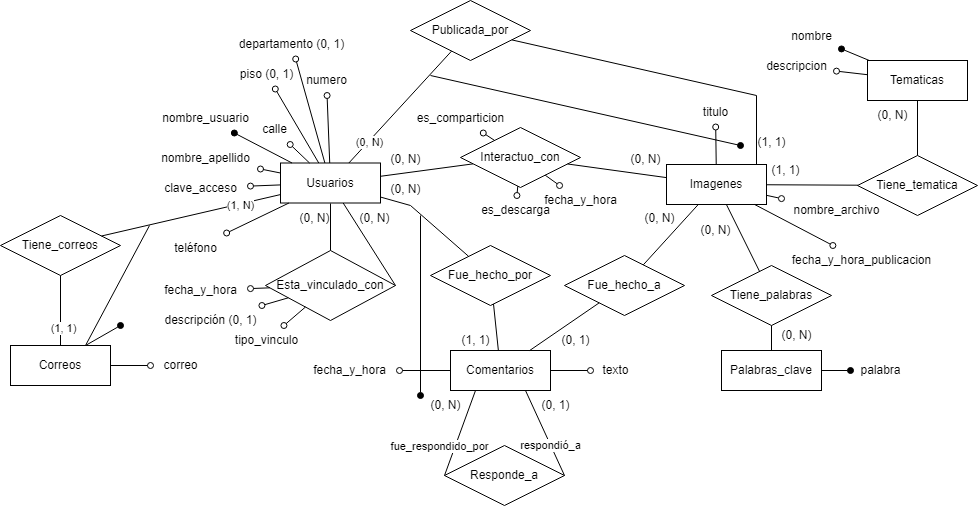 Publicada_por
nombre
departamento (0, 1)
descripcion
Tematicas
piso (0, 1)
numero
(0, N)
nombre_usuario
calle
es_comparticion
titulo
(0, N)
(1, 1)
nombre_apellido
(0, N)
Interactuo_con
(0, N)
(1, 1)
clave_acceso
Usuarios
(0, N)
Imagenes
Tiene_tematica
(1, N)
es_descarga
fecha_y_hora
nombre_archivo
(0, N)
(0, N)
(0, N)
(0, N)
Tiene_correos
teléfono
fecha_y_hora_publicacion
Fue_hecho_por
Fue_hecho_a
Esta_vinculado_con
fecha_y_hora
Tiene_palabras
descripción (0, 1)
(1, 1)
tipo_vinculo
(1, 1)
(0, 1)
(0, N)
Correos
correo
fecha_y_hora
Comentarios
texto
Palabras_clave
palabra
(0, N)
(0, 1)
fue_respondido_por
respondió_a
Responde_a